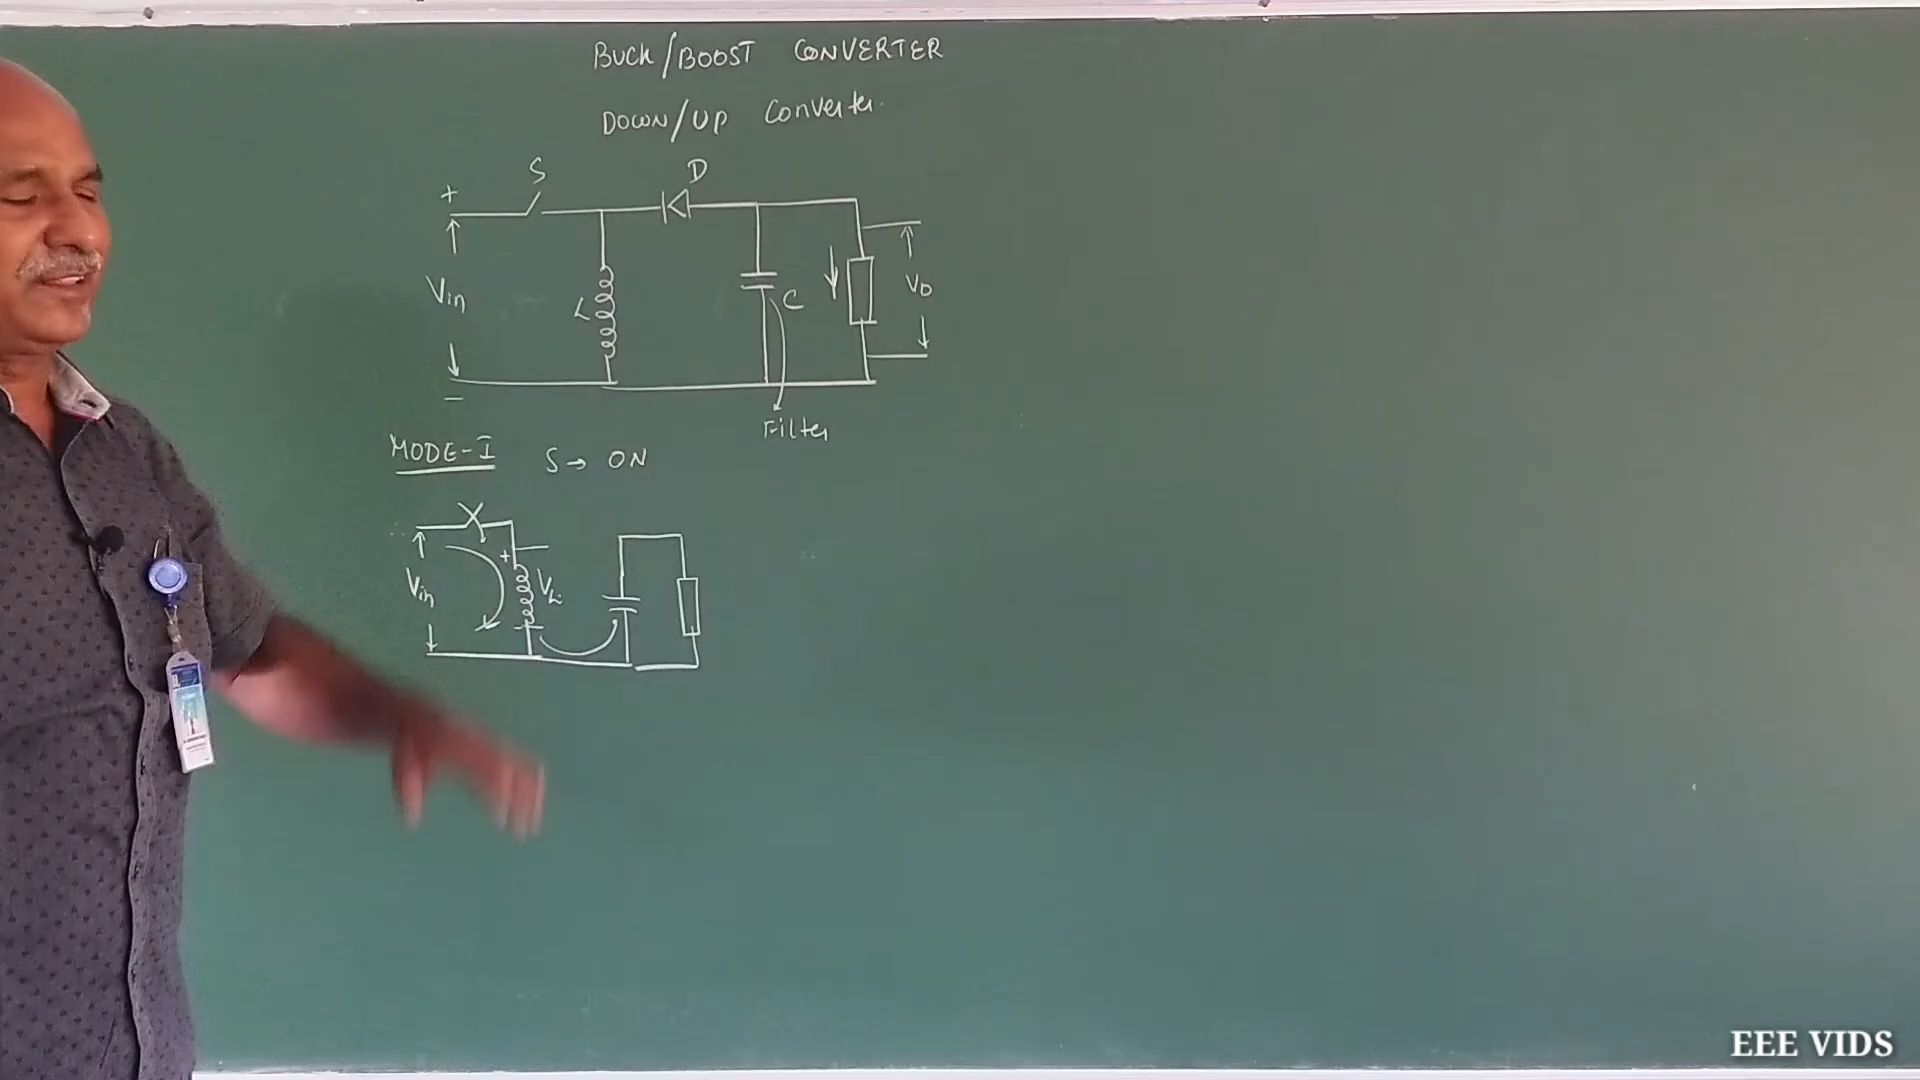 BUCK/BOOST CONVERTER
DOWN/UP Converter.
S
D
+
Vin
L
C
VO
-
Filter
MODE-I S→ ON
+
Vin
VL
EEE VIDS